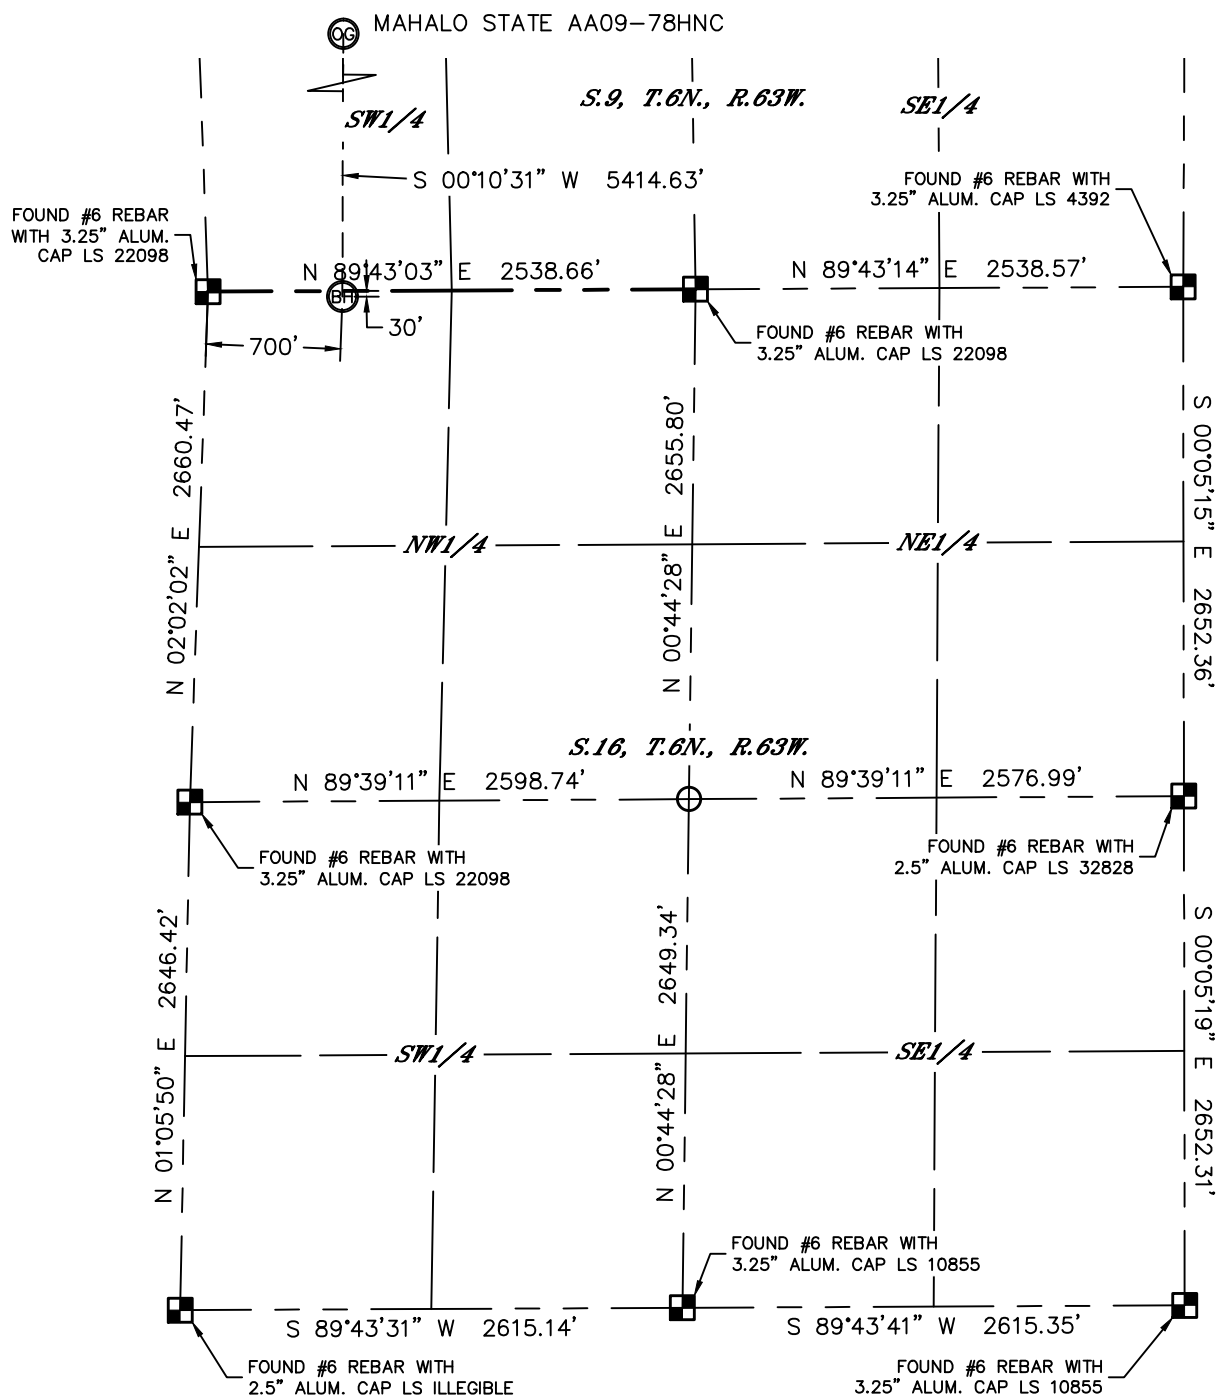 OG MAHALO STATE AA09-78HNC
S.9, T.6N., R.63W.
SW1/4
SE1/4
S 00°10'31" W 5414.63'
FOUND #6 REBAR WITH
3.25" ALUM. CAP LS 4392
FOUND #6 REBAR
WITH 3.25" ALUM.
CAP LS 22098
N 89°43'03" E 2538.66'
N 89°43'14" E 2538.57'
BH
30'
700'
FOUND #6 REBAR WITH
3.25" ALUM. CAP LS 22098
N 02°02'02" E 2660.47'
N 00°44'28" E 2655.80'
S 00°05'15" E 2652.36'
NW1/4
NE1/4
S.16, T.6N., R.63W.
N 89°39'11" E 2598.74'
N 89°39'11" E 2576.99'
FOUND #6 REBAR WITH
3.25" ALUM. CAP LS 22098
FOUND #6 REBAR WITH
2.5" ALUM. CAP LS 32828
N 01°05'50" E 2646.42'
N 00°44'28" E 2649.34'
S 00°05'19" E 2652.31'
SW1/4
SE1/4
FOUND #6 REBAR WITH
3.25" ALUM. CAP LS 10855
S 89°43'31" W 2615.14'
S 89°43'41" W 2615.35'
FOUND #6 REBAR WITH
2.5" ALUM. CAP LS ILLEGIBLE
FOUND #6 REBAR WITH
3.25" ALUM. CAP LS 10855